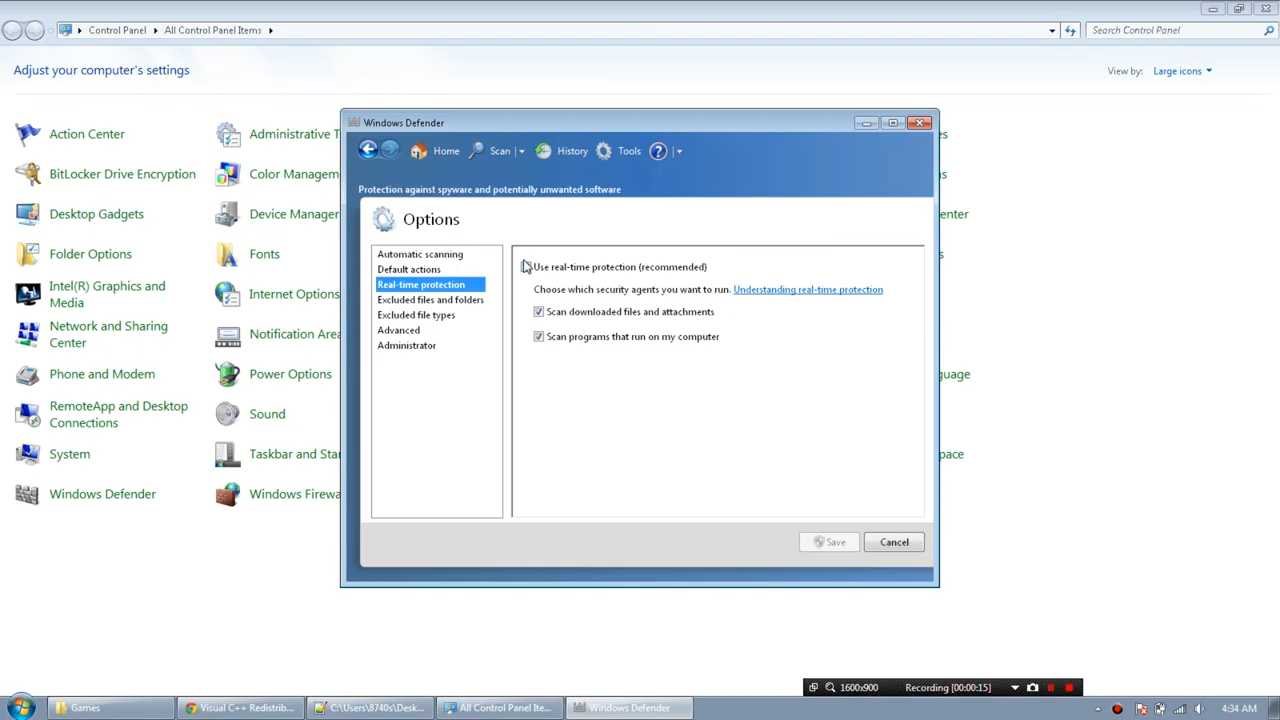 Control Panel
All Control Panel Items
Search Control Panel
Adjust your computer's settings
View by:
Large icons
Action Center
Administrative T
BitLocker Drive Encryption
Color Managem
Desktop Gadgets
Device Manager
enter
Folder Options
Fonts
Intel(R) Graphics and
Media
Internet Options
Network and Sharing
Center
Notification Area
Phone and Modem
Power Options
guage
RemoteApp and Desktop
Connections
Sound
System
Taskbar and Star
pace
Windows Defender
Windows Firewa
Windows Defender
Home
Scan
History
Tools
Protection against spyware and potentially unwanted software
Options
Automatic scanning
Default actions
Real-time protection
Excluded files and folders
Excluded file types
Advanced
Administrator
Use real-time protection (recommended)
Choose which security agents you want to run. Understanding real-time protection
Scan downloaded files and attachments
Scan programs that run on my computer
Save
Cancel
1600x900
Recording [00:00:15]
Games
Visual C++ Redistrib...
C:\Users\8740s\Desk...
All Control Panel Ite...
Windows Defender
4:34 AM